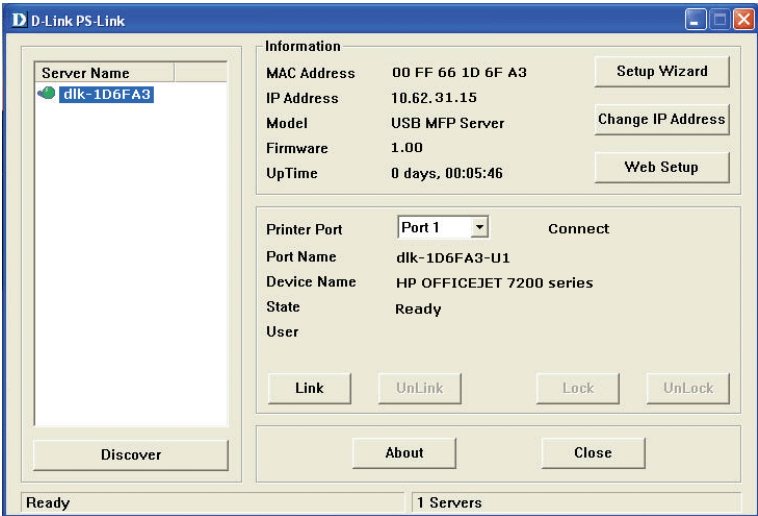 D D-Link PS-Link
Server Name
dlk-1D6FA3
Discover
Information
MAC Address 00 FF 66 1D 6F A3
IP Address 10.62.31.15
Model USB MFP Server
Firmware 1.00
UpTime 0 days, 00:05:46
Setup Wizard
Change IP Address
Web Setup
Printer Port Port 1 Connect
Port Name dlk-1D6FA3-U1
Device Name HP OFFICEJET 7200 series
State Ready
User
Link UnLink Lock UnLock
About Close
Ready 1 Servers